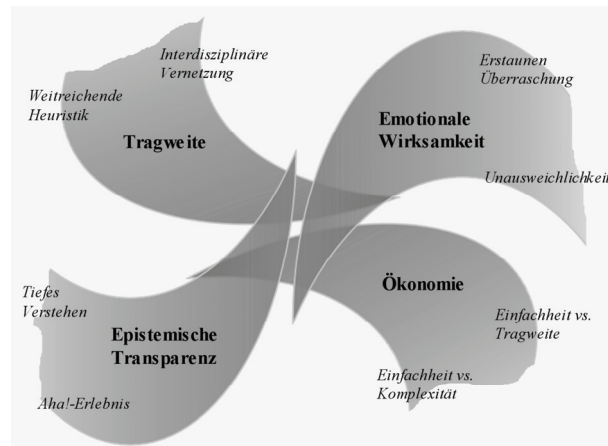 Interdisziplinäre
Vernetzung
Weitreichende
Heuristik
Tragweite
Erstaunen
Überraschung
Emotionale
Wirksamkeit
Unausweichlichkeit
Tiefes
Verstehen
Epistemische
Transparenz
Aha!-Erlebnis
Ökonomie
Einfachheit vs.
Tragweite
Einfachheit vs.
Komplexität